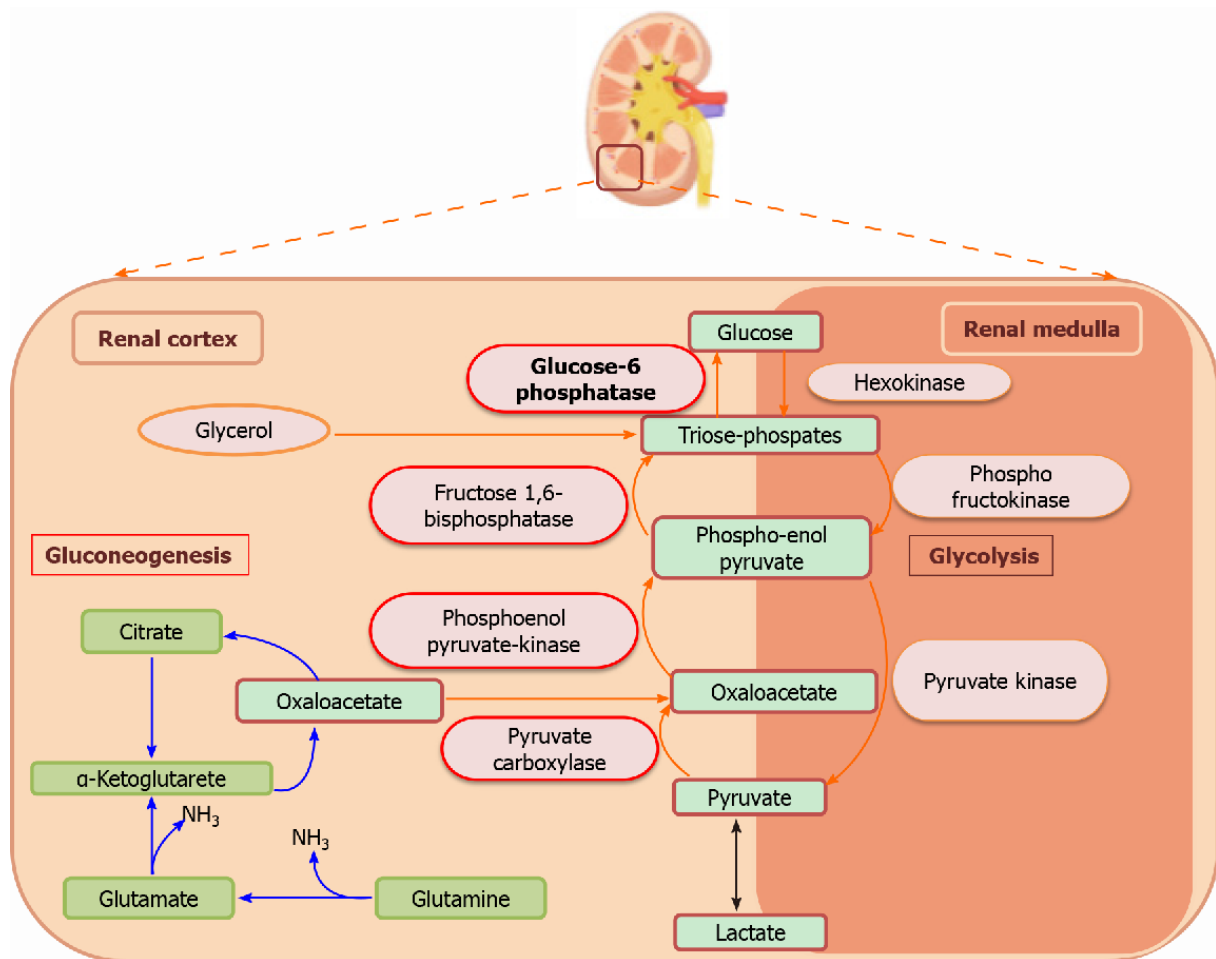 Renal cortex
Renal medulla
Glucose
Glucose-6
phosphatase
Hexokinase
Glycerol
Triose-phospates
Fructose 1,6-
bisphosphatase
Phospho
fructokinase
Gluconeogenesis
Phospho-enol
pyruvate
Glycolysis
Citrate
Phosphoenol
pyruvate-kinase
Oxaloacetate
Oxaloacetate
Pyruvate kinase
Pyruvate
carboxylase
α-Ketoglutarete
Pyruvate
NH₃
NH₃
Glutamate
Glutamine
Lactate